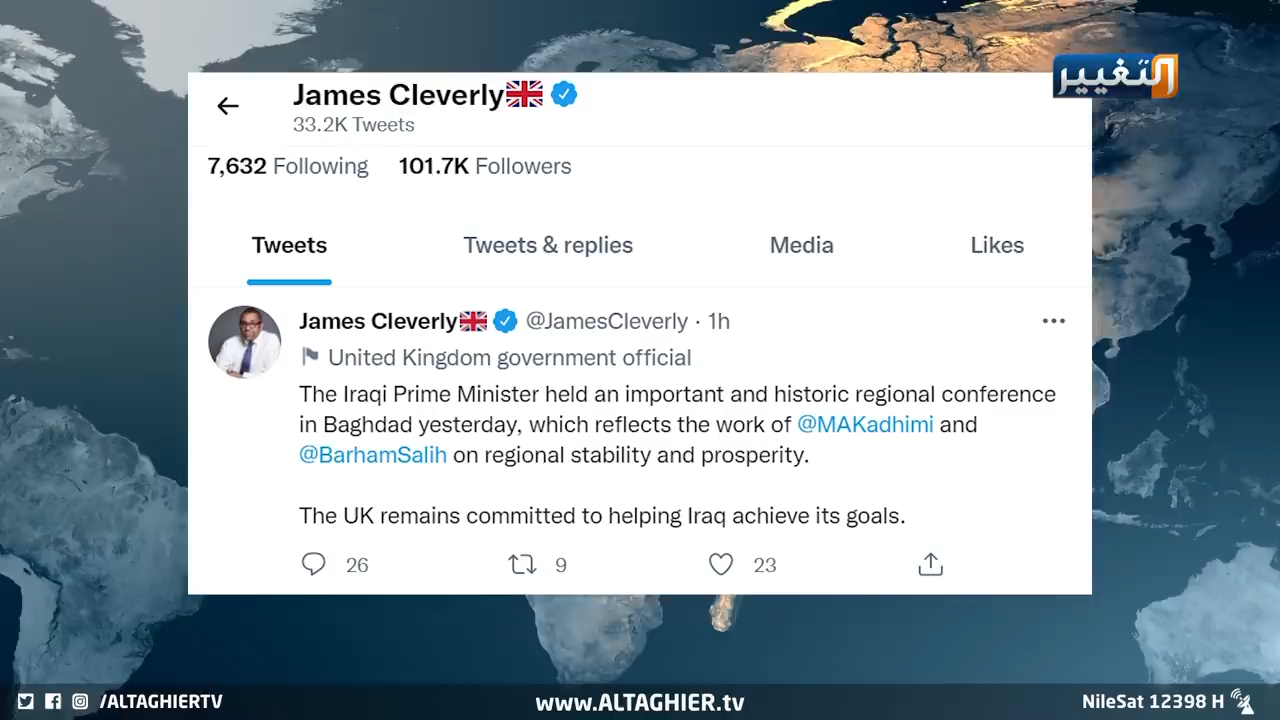 التغيير
James Cleverly🇬🇧
33.2K Tweets
7,632 Following 101.7K Followers
Tweets Tweets & replies Media Likes
James Cleverly🇬🇧 @JamesCleverly · 1h
United Kingdom government official
The Iraqi Prime Minister held an important and historic regional conference
in Baghdad yesterday, which reflects the work of @MAKadhimi and
@BarhamSalih on regional stability and prosperity.
The UK remains committed to helping Iraq achieve its goals.
26 9 23
/ALTAGHIERTV www.ALTAGHIER.tv NileSat 12398 H